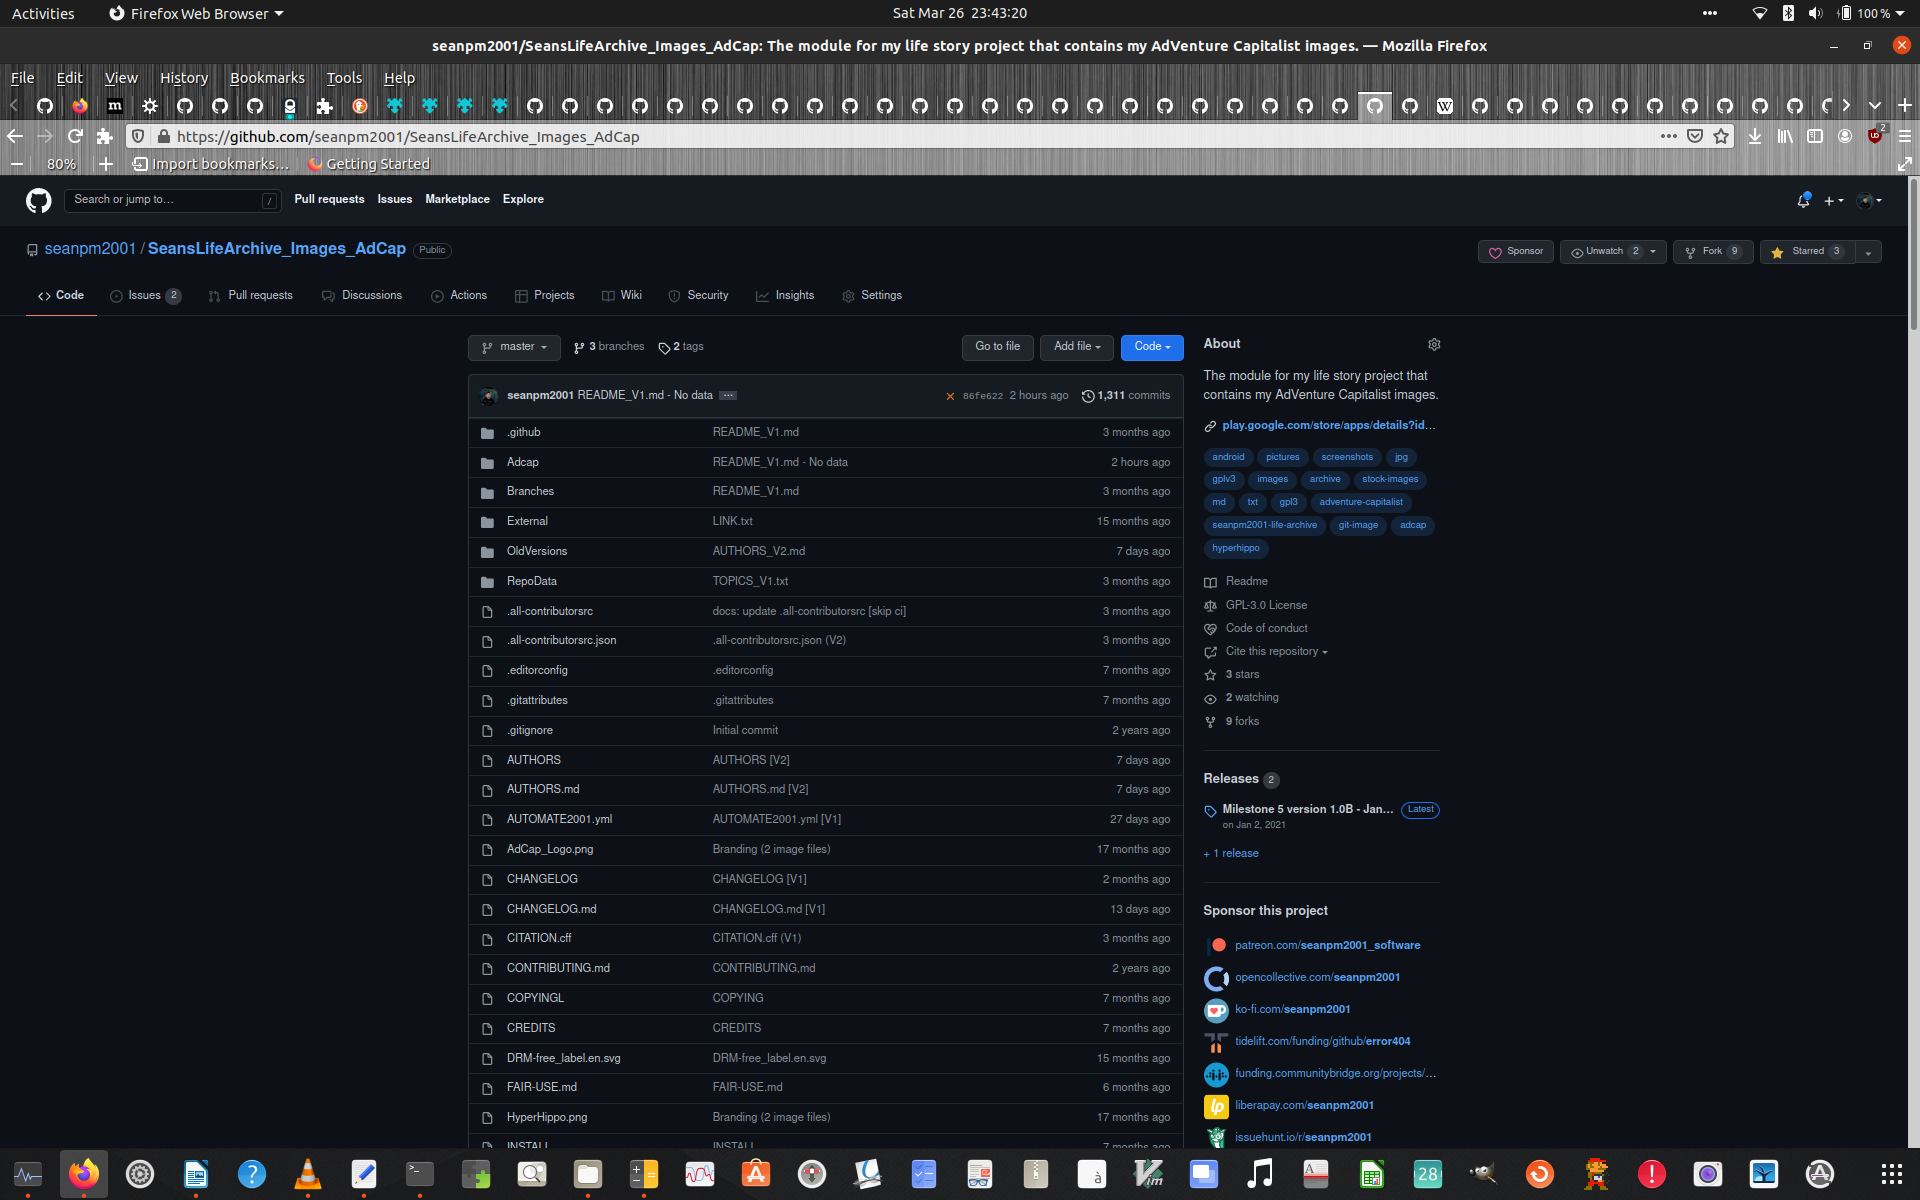 Activities Firefox Web Browser Sat Mar 26 23:43:20 100 %
seanpm2001/SeansLifeArchive_Images_AdCap: The module for my life story project that contains my AdVenture Capitalist images. — Mozilla Firefox
File Edit View History Bookmarks Tools Help
https://github.com/seanpm2001/SeansLifeArchive_Images_AdCap 2
80% Import bookmarks... Getting Started
Search or jump to... / Pull requests Issues Marketplace Explore
seanpm2001 / SeansLifeArchive_Images_AdCap Public Sponsor Unwatch 2 Fork 9 Starred 3
Code Issues 2 Pull requests Discussions Actions Projects Wiki Security Insights Settings
master 3 branches 2 tags Go to file Add file Code
seanpm2001 README_V1.md - No data ... 86fe622 2 hours ago 1,311 commits
.github README_V1.md 3 months ago
Adcap README_V1.md - No data 2 hours ago
Branches README_V1.md 3 months ago
External LINK.txt 15 months ago
OldVersions AUTHORS_V2.md 7 days ago
RepoData TOPICS_V1.txt 3 months ago
.all-contributorsrc docs: update .all-contributorsrc [skip ci] 3 months ago
.all-contributorsrc.json .all-contributorsrc.json (V2) 3 months ago
.editorconfig .editorconfig 7 months ago
.gitattributes .gitattributes 7 months ago
.gitignore Initial commit 2 years ago
AUTHORS AUTHORS [V2] 7 days ago
AUTHORS.md AUTHORS.md [V2] 7 days ago
AUTOMATE2001.yml AUTOMATE2001.yml [V1] 27 days ago
AdCap_Logo.png Branding (2 image files) 17 months ago
CHANGELOG CHANGELOG [V1] 2 months ago
CHANGELOG.md CHANGELOG.md [V1] 13 days ago
CITATION.cff CITATION.cff (V1) 3 months ago
CONTRIBUTING.md CONTRIBUTING,md 2 years ago
COPYINGL COPYING 7 months ago
CREDITS CREDITS 7 months ago
DRM-free_label.en.svg DRM-free_label.en.svg 15 months ago
FAIR-USE.md FAIR-USE.md 6 months ago
HyperHippo.png Branding (2 image files) 17 months ago
INSTALL INSTALL 7 months ago
About
The module for my life story project that
contains my AdVenture Capitalist images.
play.google.com/store/apps/details?id...
android pictures screenshots jpg
gplv3 images archive stock-images
md txt gpl3 adventure-capitalist
seanpm2001-life-archive git-image adcap
hyperhippo
Readme
GPL-3.0 License
Code of conduct
Cite this repository
3 stars
2 watching
9 forks
Releases 2
Milestone 5 version 1.0B - Jan... Latest
on Jan 2, 2021
+ 1 release
Sponsor this project
patreon.com/seanpm2001_software
opencollective.com/seanpm2001
ko-fi.com/seanpm2001
tidelift.com/funding/github/error404
funding.communitybridge.org/projects/...
liberapay.com/seanpm2001
issuehunt.io/r/seanpm2001
28